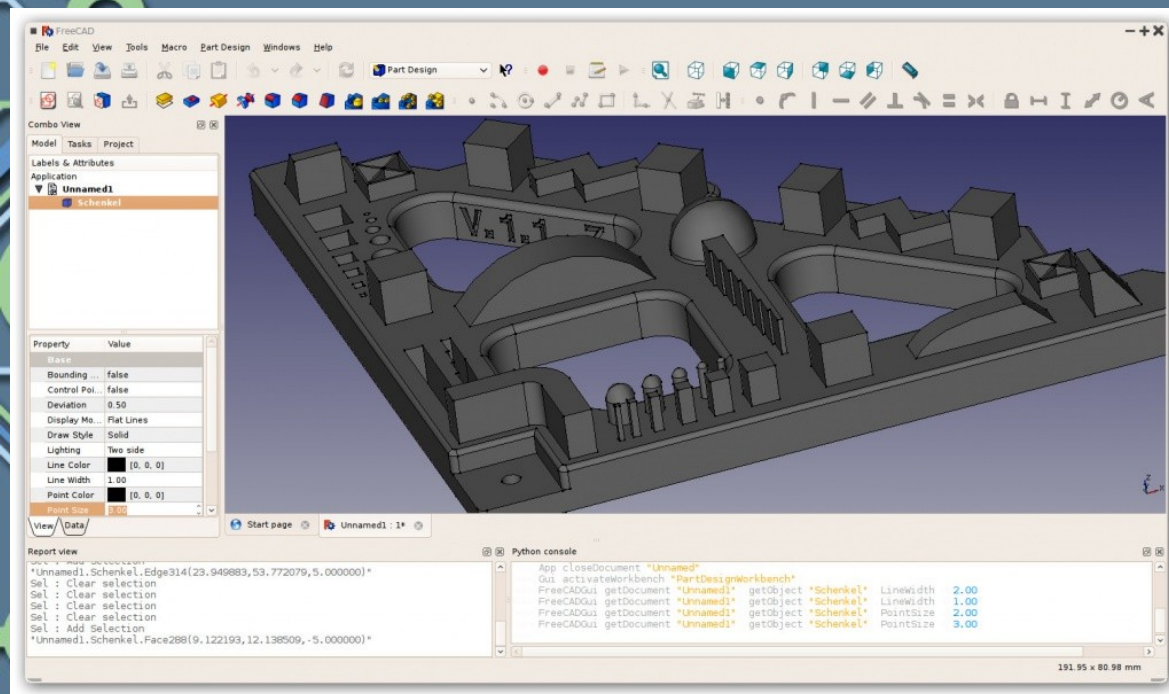 FreeCAD
File Edit View Tools Macro Part Design Windows Help
Part Design
Combo View
Model Tasks Project
Labels & Attributes
Application
Unnamed1
Schenkel
V.1.1
Property Value
Base
Bounding ... false
Control Poi... false
Deviation 0.50
Display Mo... Flat Lines
Draw Style Solid
Lighting Two side
Line Color [0, 0, 0]
Line Width 1.00
Point Color [0, 0, 0]
Point Size 3.00
View Data
Start page Unnamed1 : 1*
Z
X
Report view
Sel : Add Selection
"Unnamed1.Schenkel.Edge314(23.949883,53.772079,5.000000)"
Sel : Clear selection
Sel : Clear selection
Sel : Clear selection
Sel : Clear selection
Sel : Add Selection
"Unnamed1.Schenkel.Face288(9.122193,12.138509,-5.000000)"
Python console
App closeDocument "Unnamed"
Gui activateWorkbench "PartDesignWorkbench"
FreeCADGui getDocument "Unnamed1" getObject "Schenkel" LineWidth 2.00
FreeCADGui getDocument "Unnamed1" getObject "Schenkel" LineWidth 1.00
FreeCADGui getDocument "Unnamed1" getObject "Schenkel" PointSize 2.00
FreeCADGui getDocument "Unnamed1" getObject "Schenkel" PointSize 3.00
191.95 x 80.98 mm